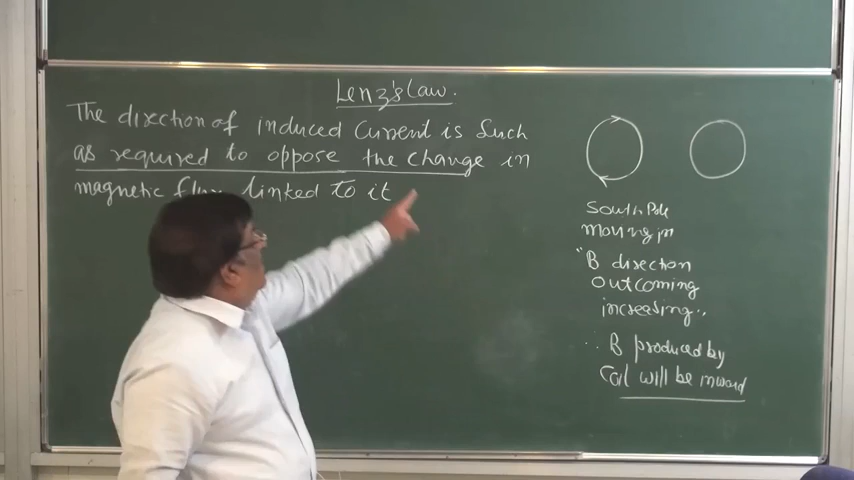 Lenz's Law.
The direction of induced Current is Such
as required to oppose the change in
magnetic flux linked to it
South Pole
moving in
∵ B direction
outcoming
increasing..
∴ B produced by
Coil will be inward